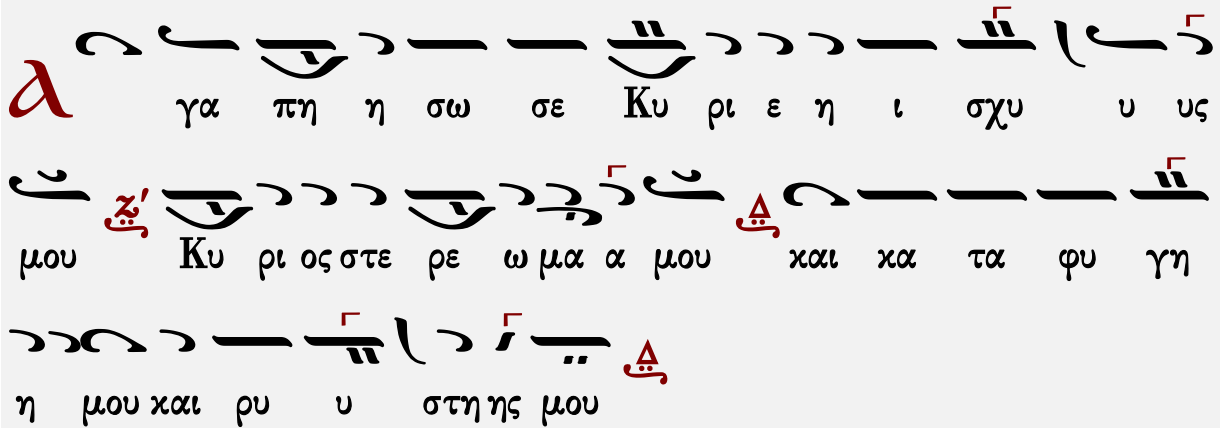 α γα πη η σω σε Κυ ρι ε η ι σχυ υ υς
μου ζ′ Κυ ρι ος στε ρε ω μα α μου Δ και κα τα φυ γη
η μου και ρυ υ στη ης μου Δ